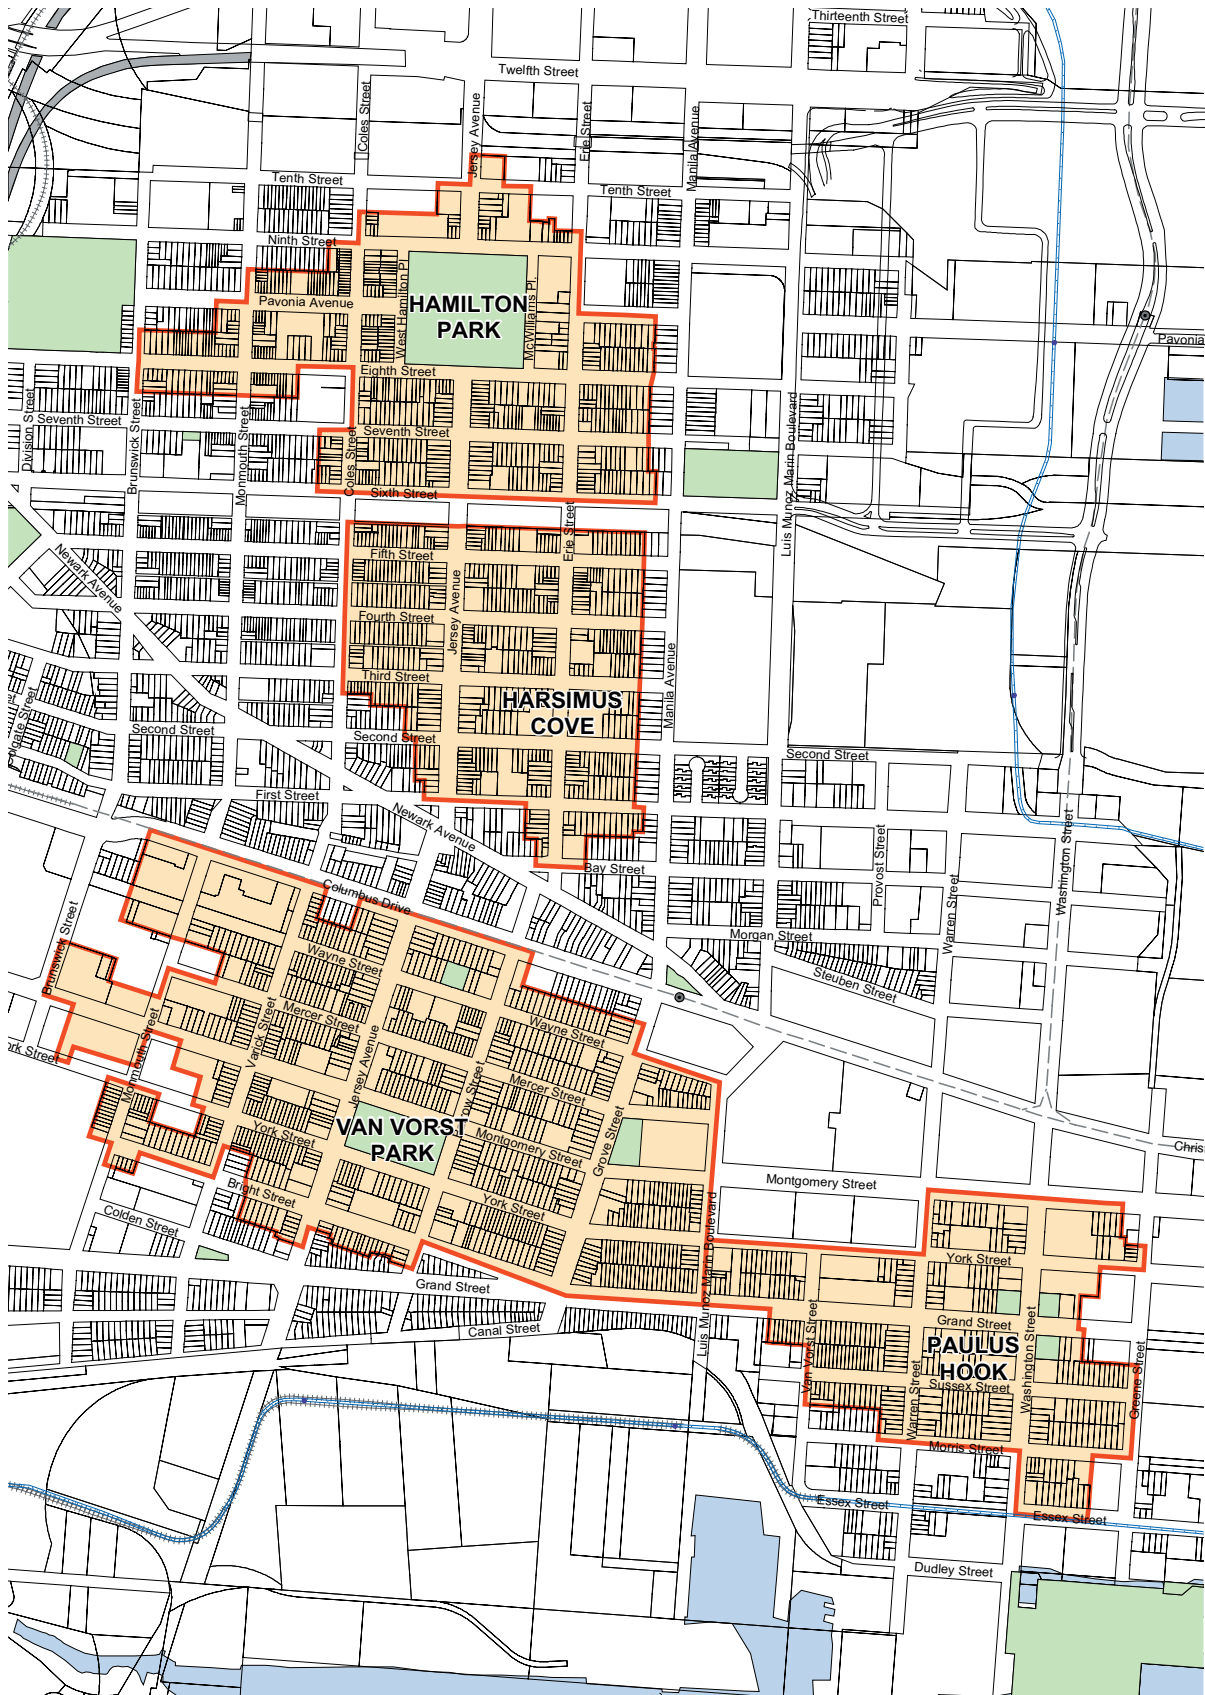 Thirteenth Street
Twelfth Street
Coles Street
Jersey Avenue
Erie Street
Manila Avenue
Tenth Street
Tenth Street
Ninth Street
Pavonia Avenue
West Hamilton Pl.
HAMILTON
PARK
McWilliams Pl.
Pavonia
Eighth Street
Division Street
Seventh Street
Brunswick Street
Monmouth Street
Coles Street
Seventh Street
Sixth Street
Luis Munoz Marin Boulevard
Newark Avenue
Fifth Street
Erie Street
Jersey Avenue
Fourth Street
Third Street
HARSIMUS
COVE
Manila Avenue
Second Street
Second Street
Second Street
First Street
Newark Avenue
Bay Street
Provost Street
Washington Street
Columbus Drive
Warren Street
Morgan Street
Steuben Street
Brunswick Street
Wayne Street
Mercer Street
Varick Street
Monmouth Street
Jersey Avenue
Wayne Street
Mercer Street
Grove Street
VAN VORST
PARK
York Street
Montgomery Street
Christ
Montgomery Street
York Street
Bright Street
Colden Street
Luis Munoz Marin Boulevard
York Street
Grand Street
Grand Street
Canal Street
Van Vorst Street
PAULUS
HOOK
Sussex Street
Warren Street
Washington Street
Greene Street
Morris Street
Essex Street
Essex Street
Dudley Street